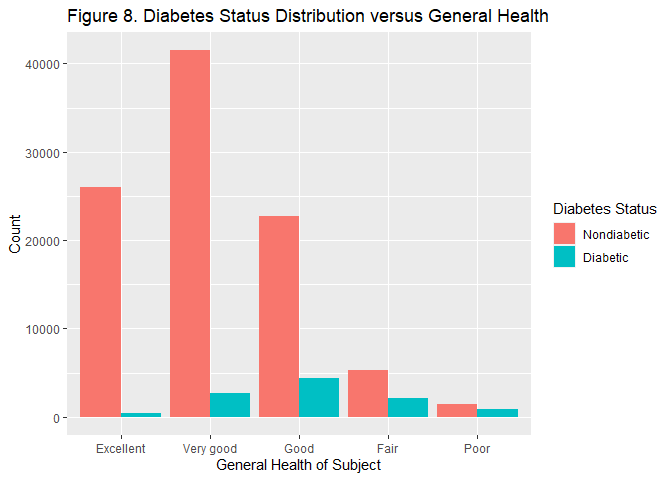 Figure 8. Diabetes Status Distribution versus General Health
40000
30000
20000
10000
0
Count
Excellent
Very good
Good
Fair
Poor
General Health of Subject
Diabetes Status
Nondiabetic
Diabetic